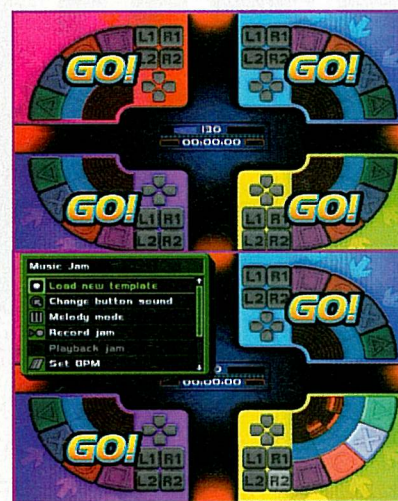 L1 R1
L2 R2
GO!
L1 R1
L2 R2
GO!
130
00:00:00
GO!
L1 R1
L2 R2
GO!
L1 R1
L2 R2
Music Jam
Load new template
Change button sound
Melody mode
Record jam
Playback jam
Set BPM
L1 R1
L2 R2
GO!
00:00:00
GO!
L1 R1
L2 R2
L1 R1
L2 R2